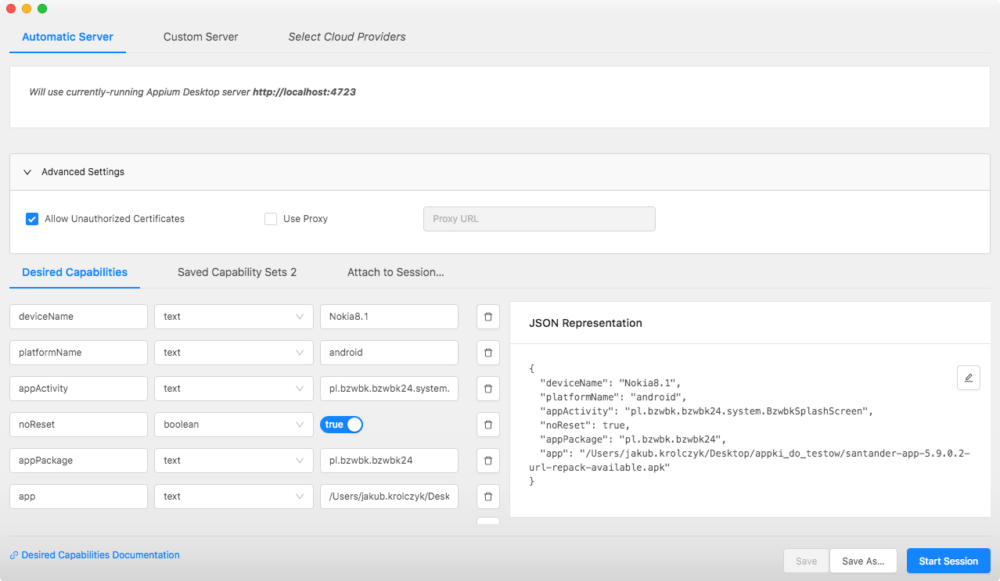 Automatic Server
Custom Server
Select Cloud Providers
Will use currently-running Appium Desktop server http://localhost:4723
Advanced Settings
Allow Unauthorized Certificates
Use Proxy
Proxy URL
Desired Capabilities
Saved Capability Sets 2
Attach to Session...
deviceName
text
Nokia8.1
platformName
text
android
appActivity
text
pl.bzwbk.bzwbk24.system.
noReset
boolean
true
appPackage
text
pl.bzwbk.bzwbk24
app
text
/Users/jakub.krolczyk/Desk
JSON Representation
{
"deviceName": "Nokia8.1",
"platformName": "android",
"appActivity": "pl.bzwbk.bzwbk24.system.BzwbkSplashScreen",
"noReset": true,
"appPackage": "pl.bzwbk.bzwbk24",
"app": "/Users/jakub.krolczyk/Desktop/appki_do_testow/santander-app-5.9.0.2-
url-repack-available.apk"
}
Desired Capabilities Documentation
Save
Save As...
Start Session